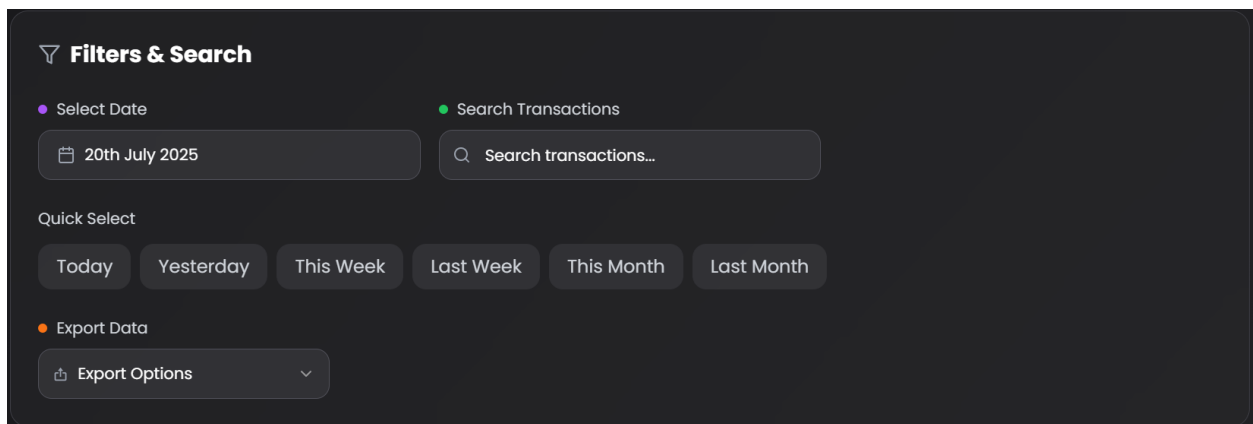 Filters & Search
Select Date
Search Transactions
20th July 2025
Search transactions...
Quick Select
Today
Yesterday
This Week
Last Week
This Month
Last Month
Export Data
Export Options